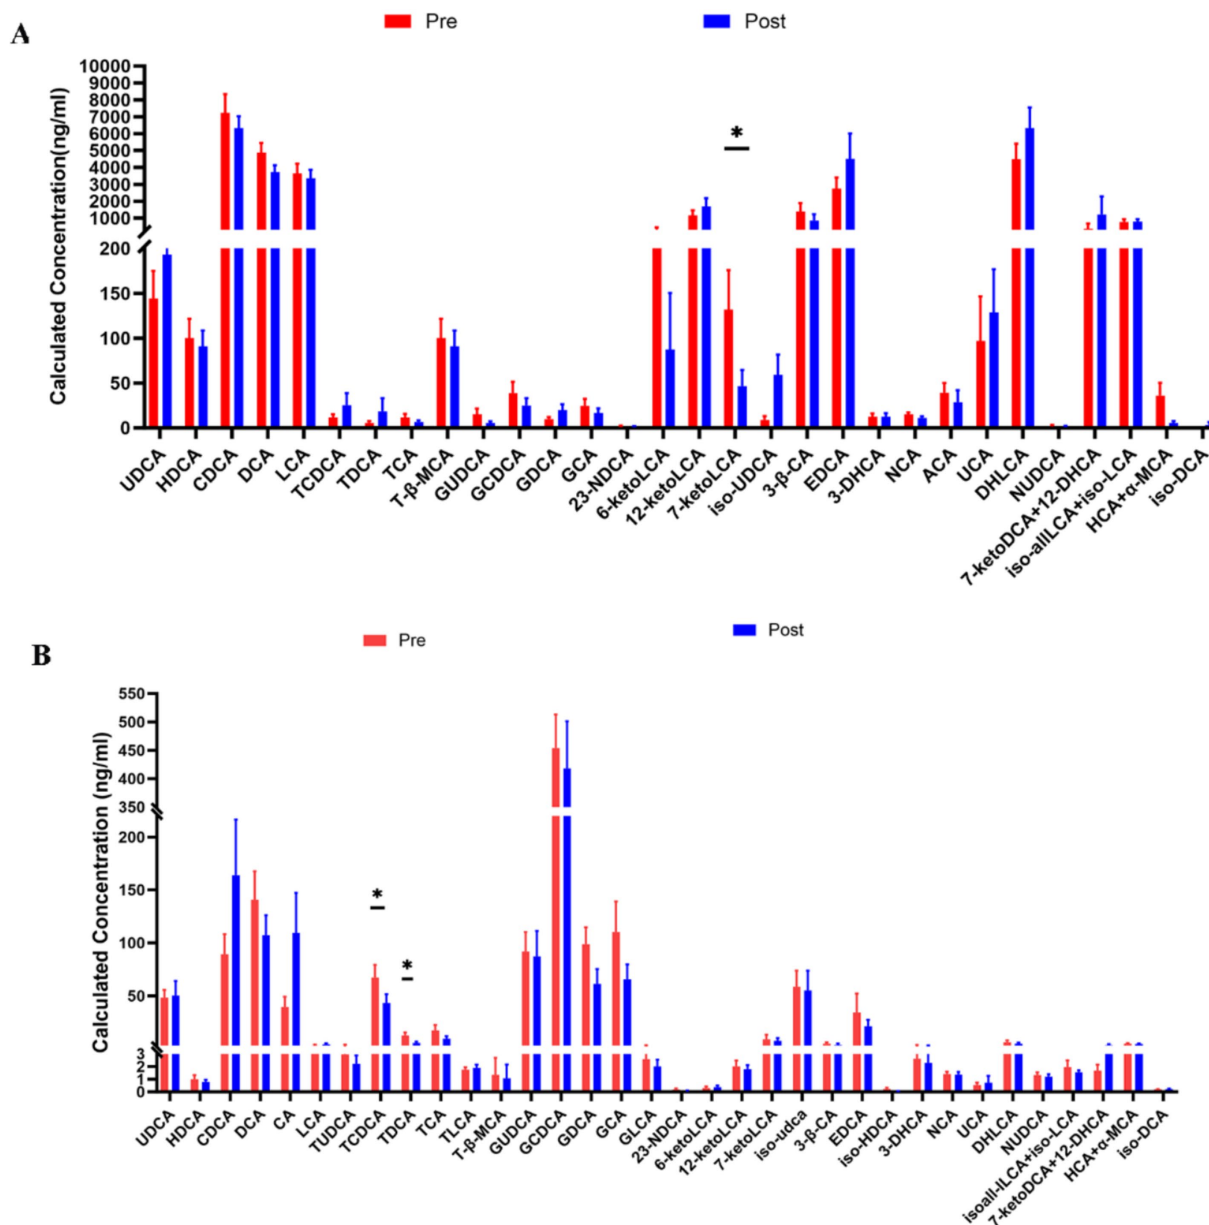 A
Pre
Post
Calculated Concentration(ng/ml)
10000
9000
8000
7000
6000
5000
4000
3000
2000
1000
200
150
100
50
0
*
UDCA
HDCA
CDCA
DCA
LCA
TCDCA
TDCA
TCA
T-β-MCA
GUDCA
GCDCA
GDCA
GCA
23-NDCA
6-ketoLCA
12-ketoLCA
7-ketoLCA
iso-UDCA
3-β-CA
EDCA
3-DHCA
NCA
ACA
UCA
DHLCA
NUDCA
7-ketoDCA+12-DHCA
iso-allLCA+iso-LCA
HCA+α-MCA
iso-DCA
B
Pre
Post
Calculated Concentration (ng/ml)
550
500
450
400
350
200
150
100
50
3
2
1
0
*
*
UDCA
HDCA
CDCA
DCA
CA
LCA
TUDCA
TCDCA
TDCA
TCA
TLCA
T-β-MCA
GUDCA
GCDCA
GDCA
GCA
GLCA
23-NDCA
6-ketoLCA
12-ketoLCA
7-ketoLCA
iso-udca
3-β-CA
EDCA
iso-HDCA
3-DHCA
NCA
UCA
DHLCA
NUDCA
isoall-lLCA+iso-LCA
7-ketoDCA+12-DHCA
HCA+α-MCA
iso-DCA